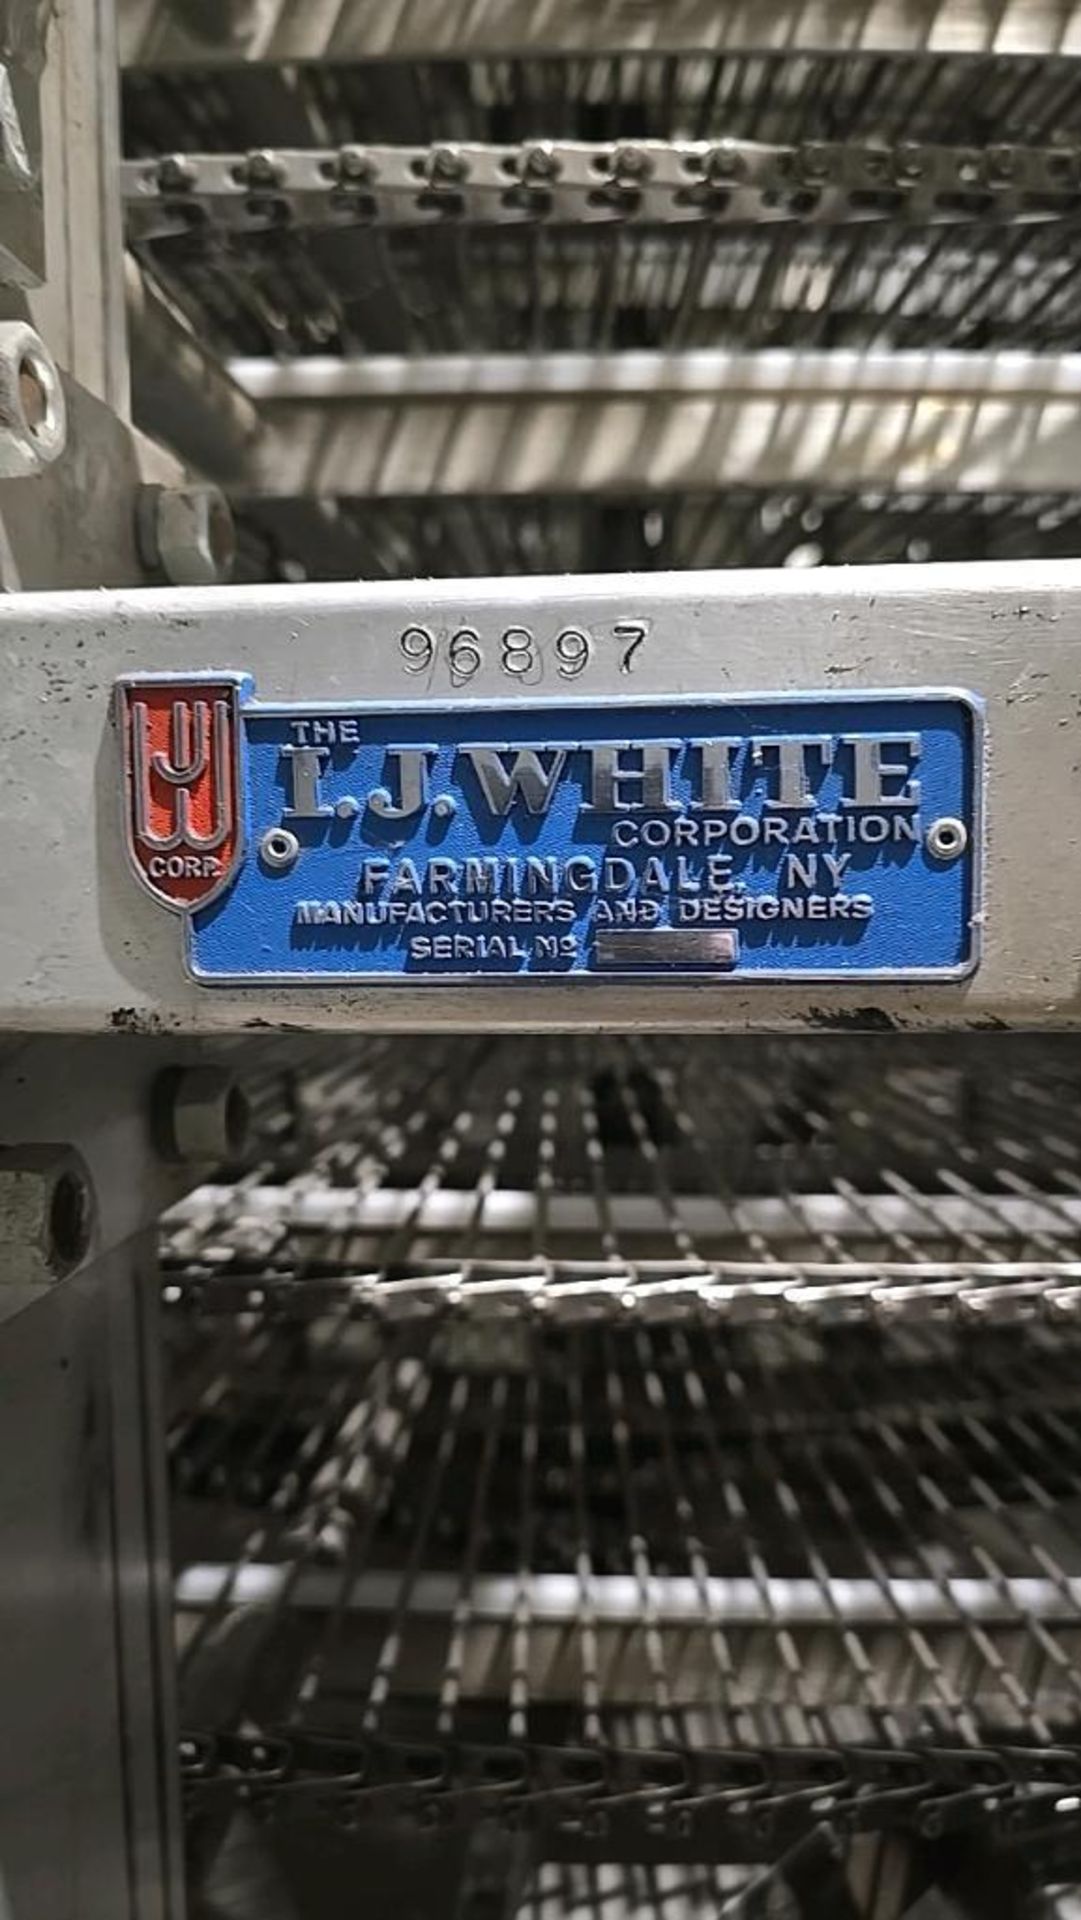 96897
IJW
CORP.
THE
I.J. WHITE
CORPORATION
FARMINGDALE, NY
MANUFACTURERS AND DESIGNERS
SERIAL Nº